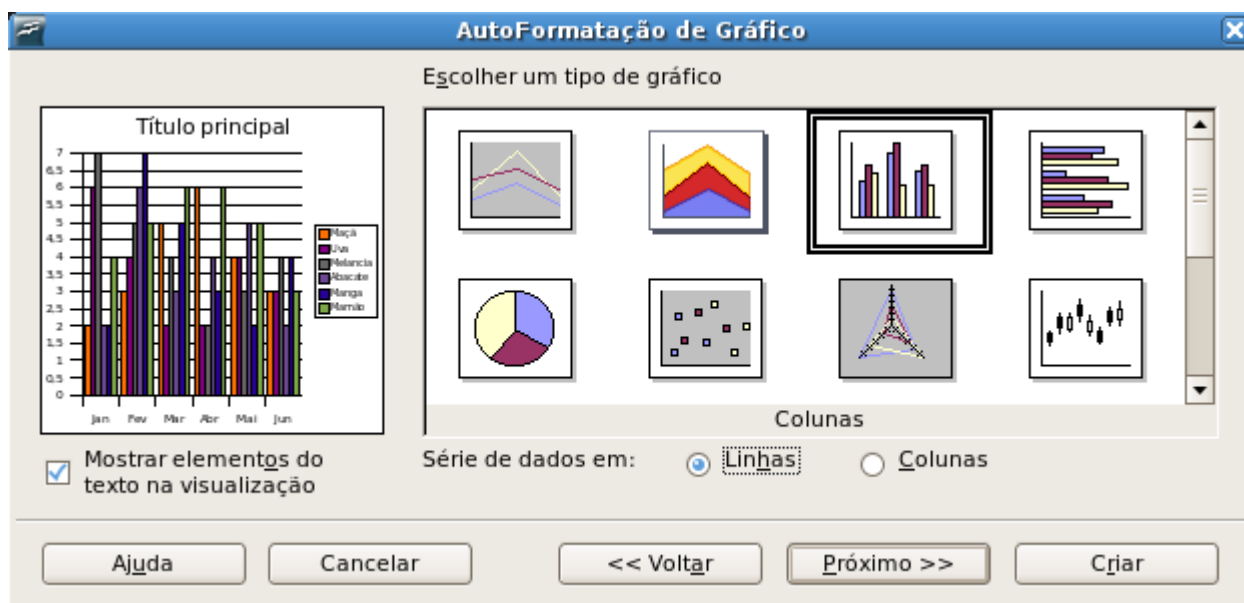 AutoFormatação de Gráfico
Escolher um tipo de gráfico
Título principal
7
6.5
6
5.5
5
4.5
4
3.5
3
2.5
2
1.5
1
0.5
0
Jan Fev Mar Abr Mai Jun
Maçã
Uva
Melancia
Abacate
Manga
Mamão
Colunas
Mostrar elementos do
texto na visualização
Série de dados em: Linhas Colunas
Ajuda Cancelar << Voltar Próximo >> Criar